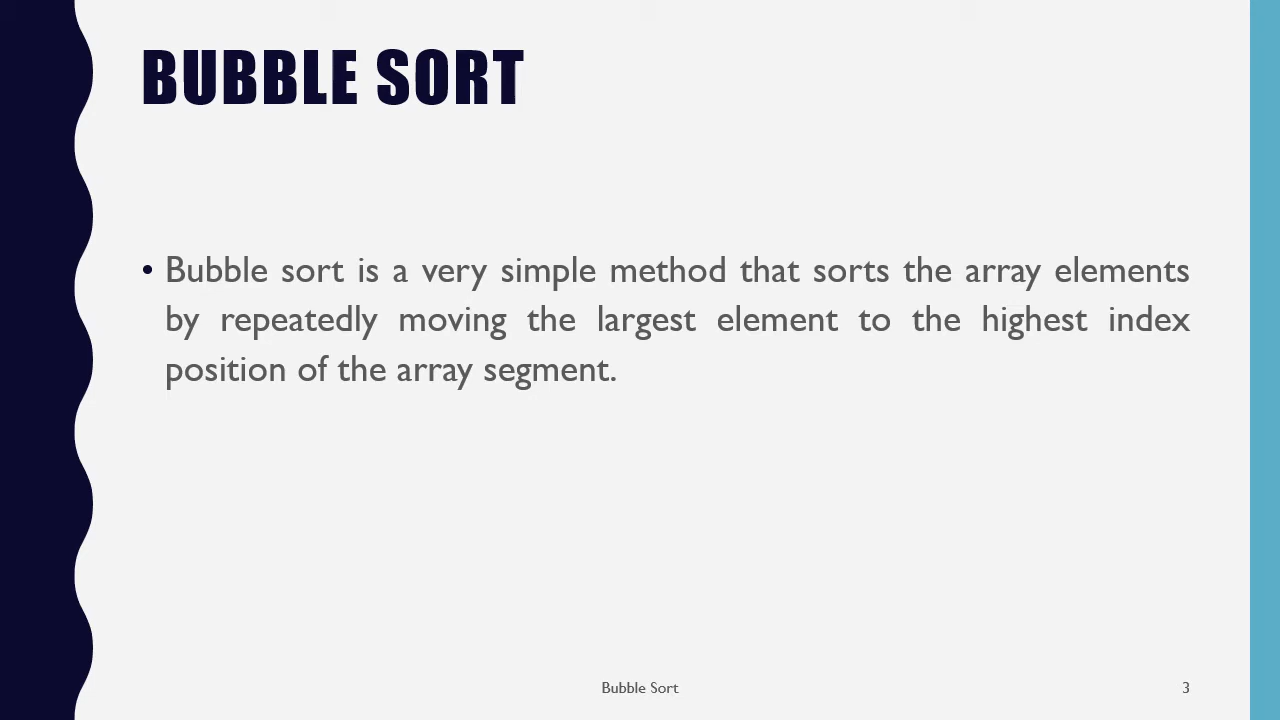 BUBBLE SORT
• Bubble sort is a very simple method that sorts the array elements
by repeatedly moving the largest element to the highest index
position of the array segment.
Bubble Sort
3